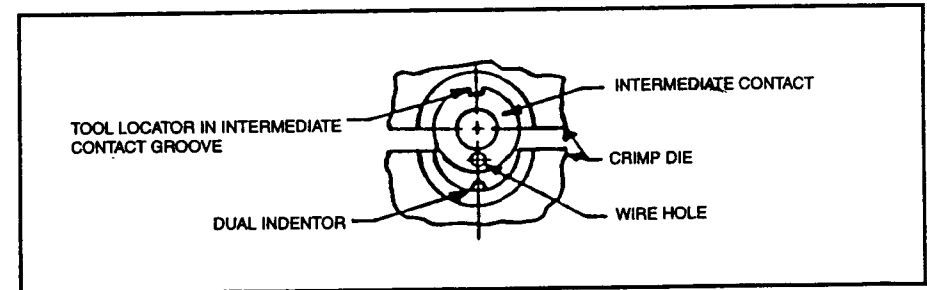 INTERMEDIATE CONTACT
TOOL LOCATOR IN INTERMEDIATE
CONTACT GROOVE
CRIMP DIE
WIRE HOLE
DUAL INDENTOR